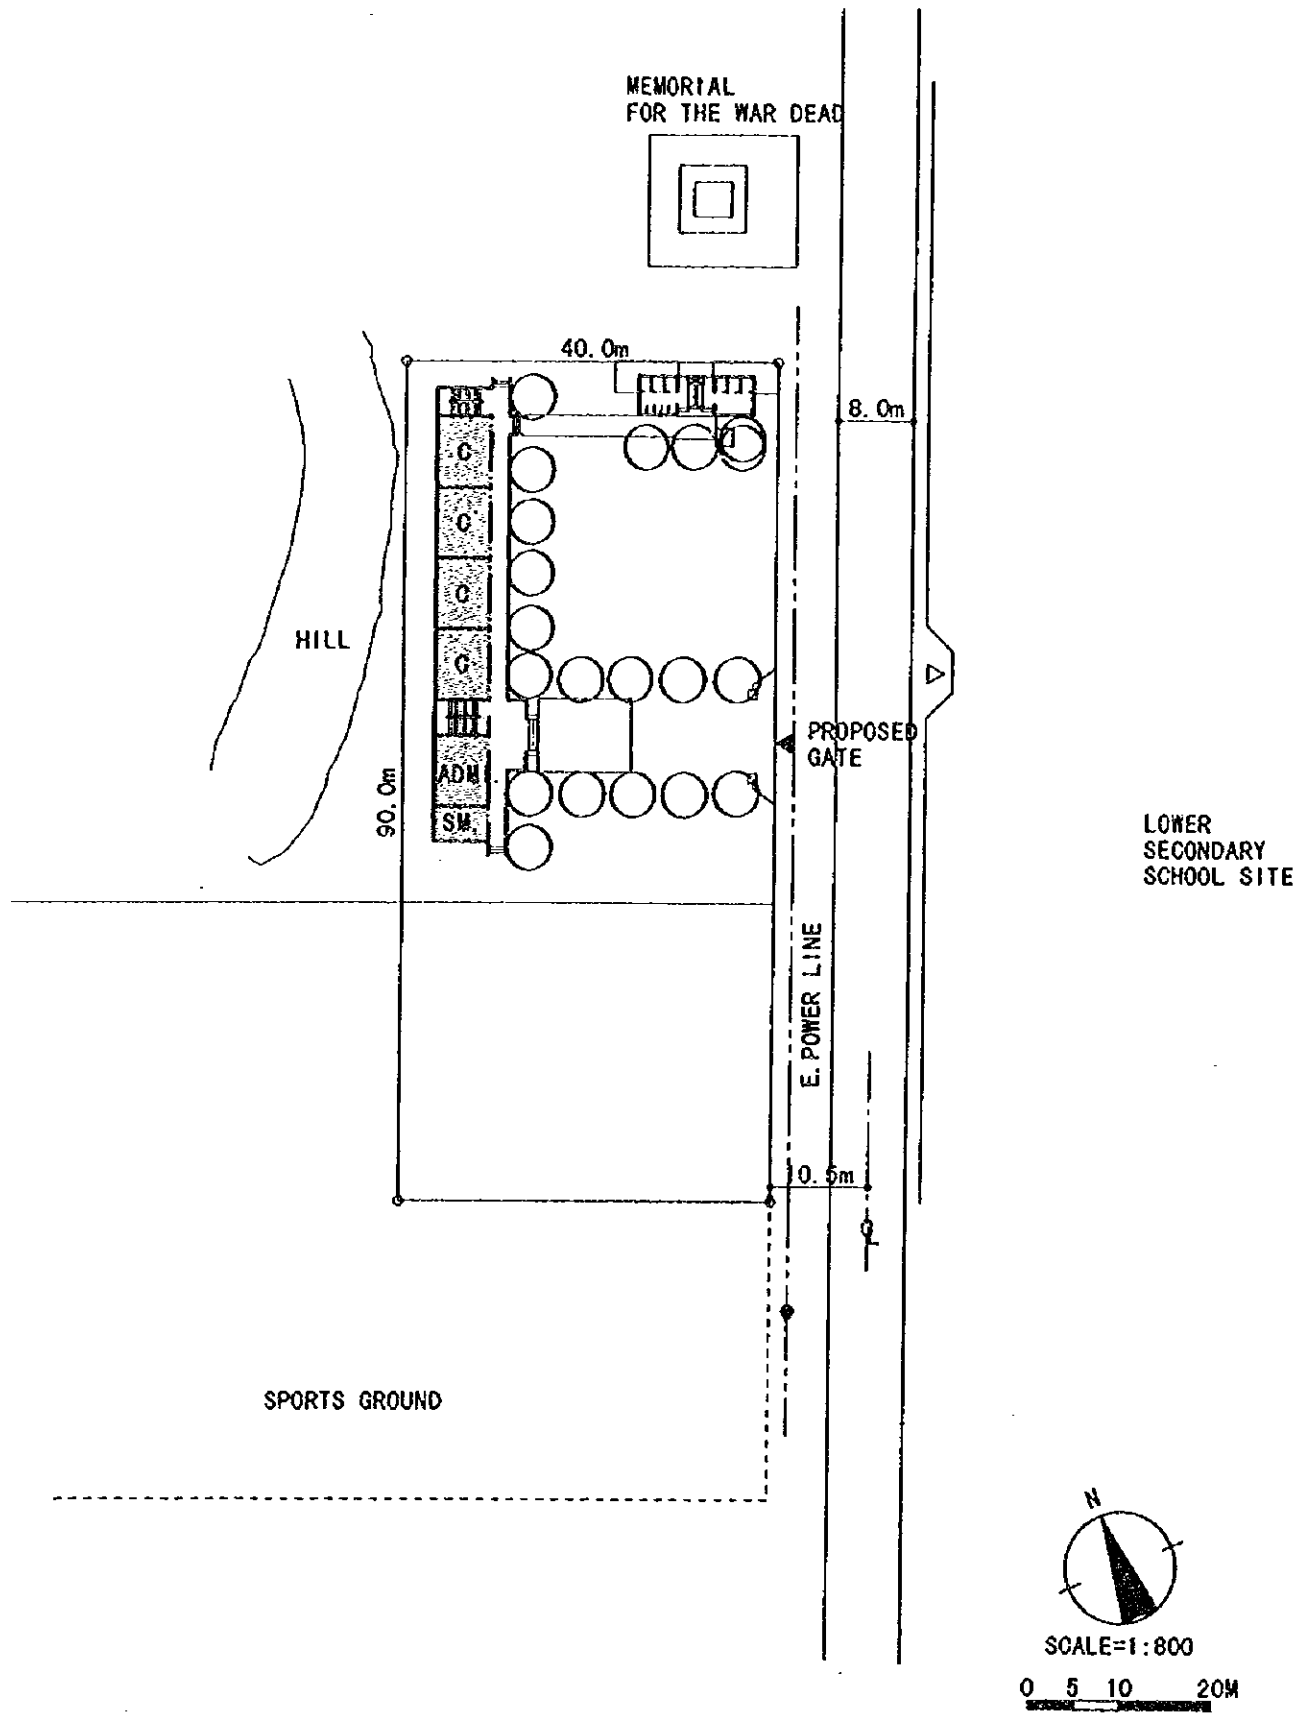 MEMORIAL
FOR THE WAR DEAD
40.0m
8.0m
C
C
C
C
HILL
PROPOSED
GATE
ADM
SM.
90.0m
LOWER
SECONDARY
SCHOOL SITE
E.POWER LINE
10.5m
SPORTS GROUND
N
SCALE=1:800
0 5 10 20M